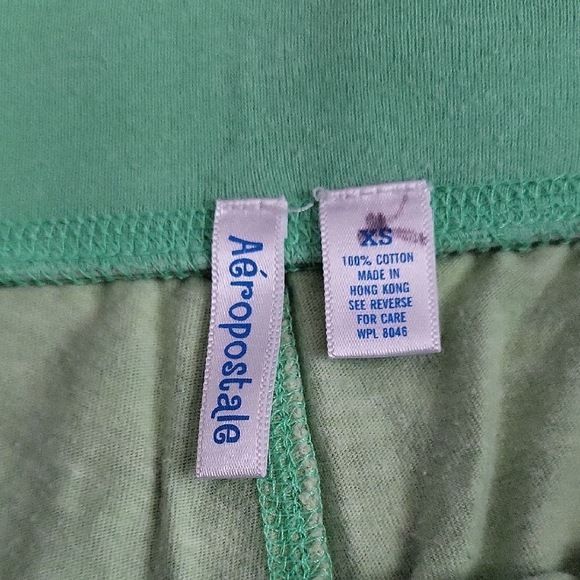 Aéropostale
XS
100% COTTON
MADE IN
HONG KONG
SEE REVERSE
FOR CARE
WPL 8046